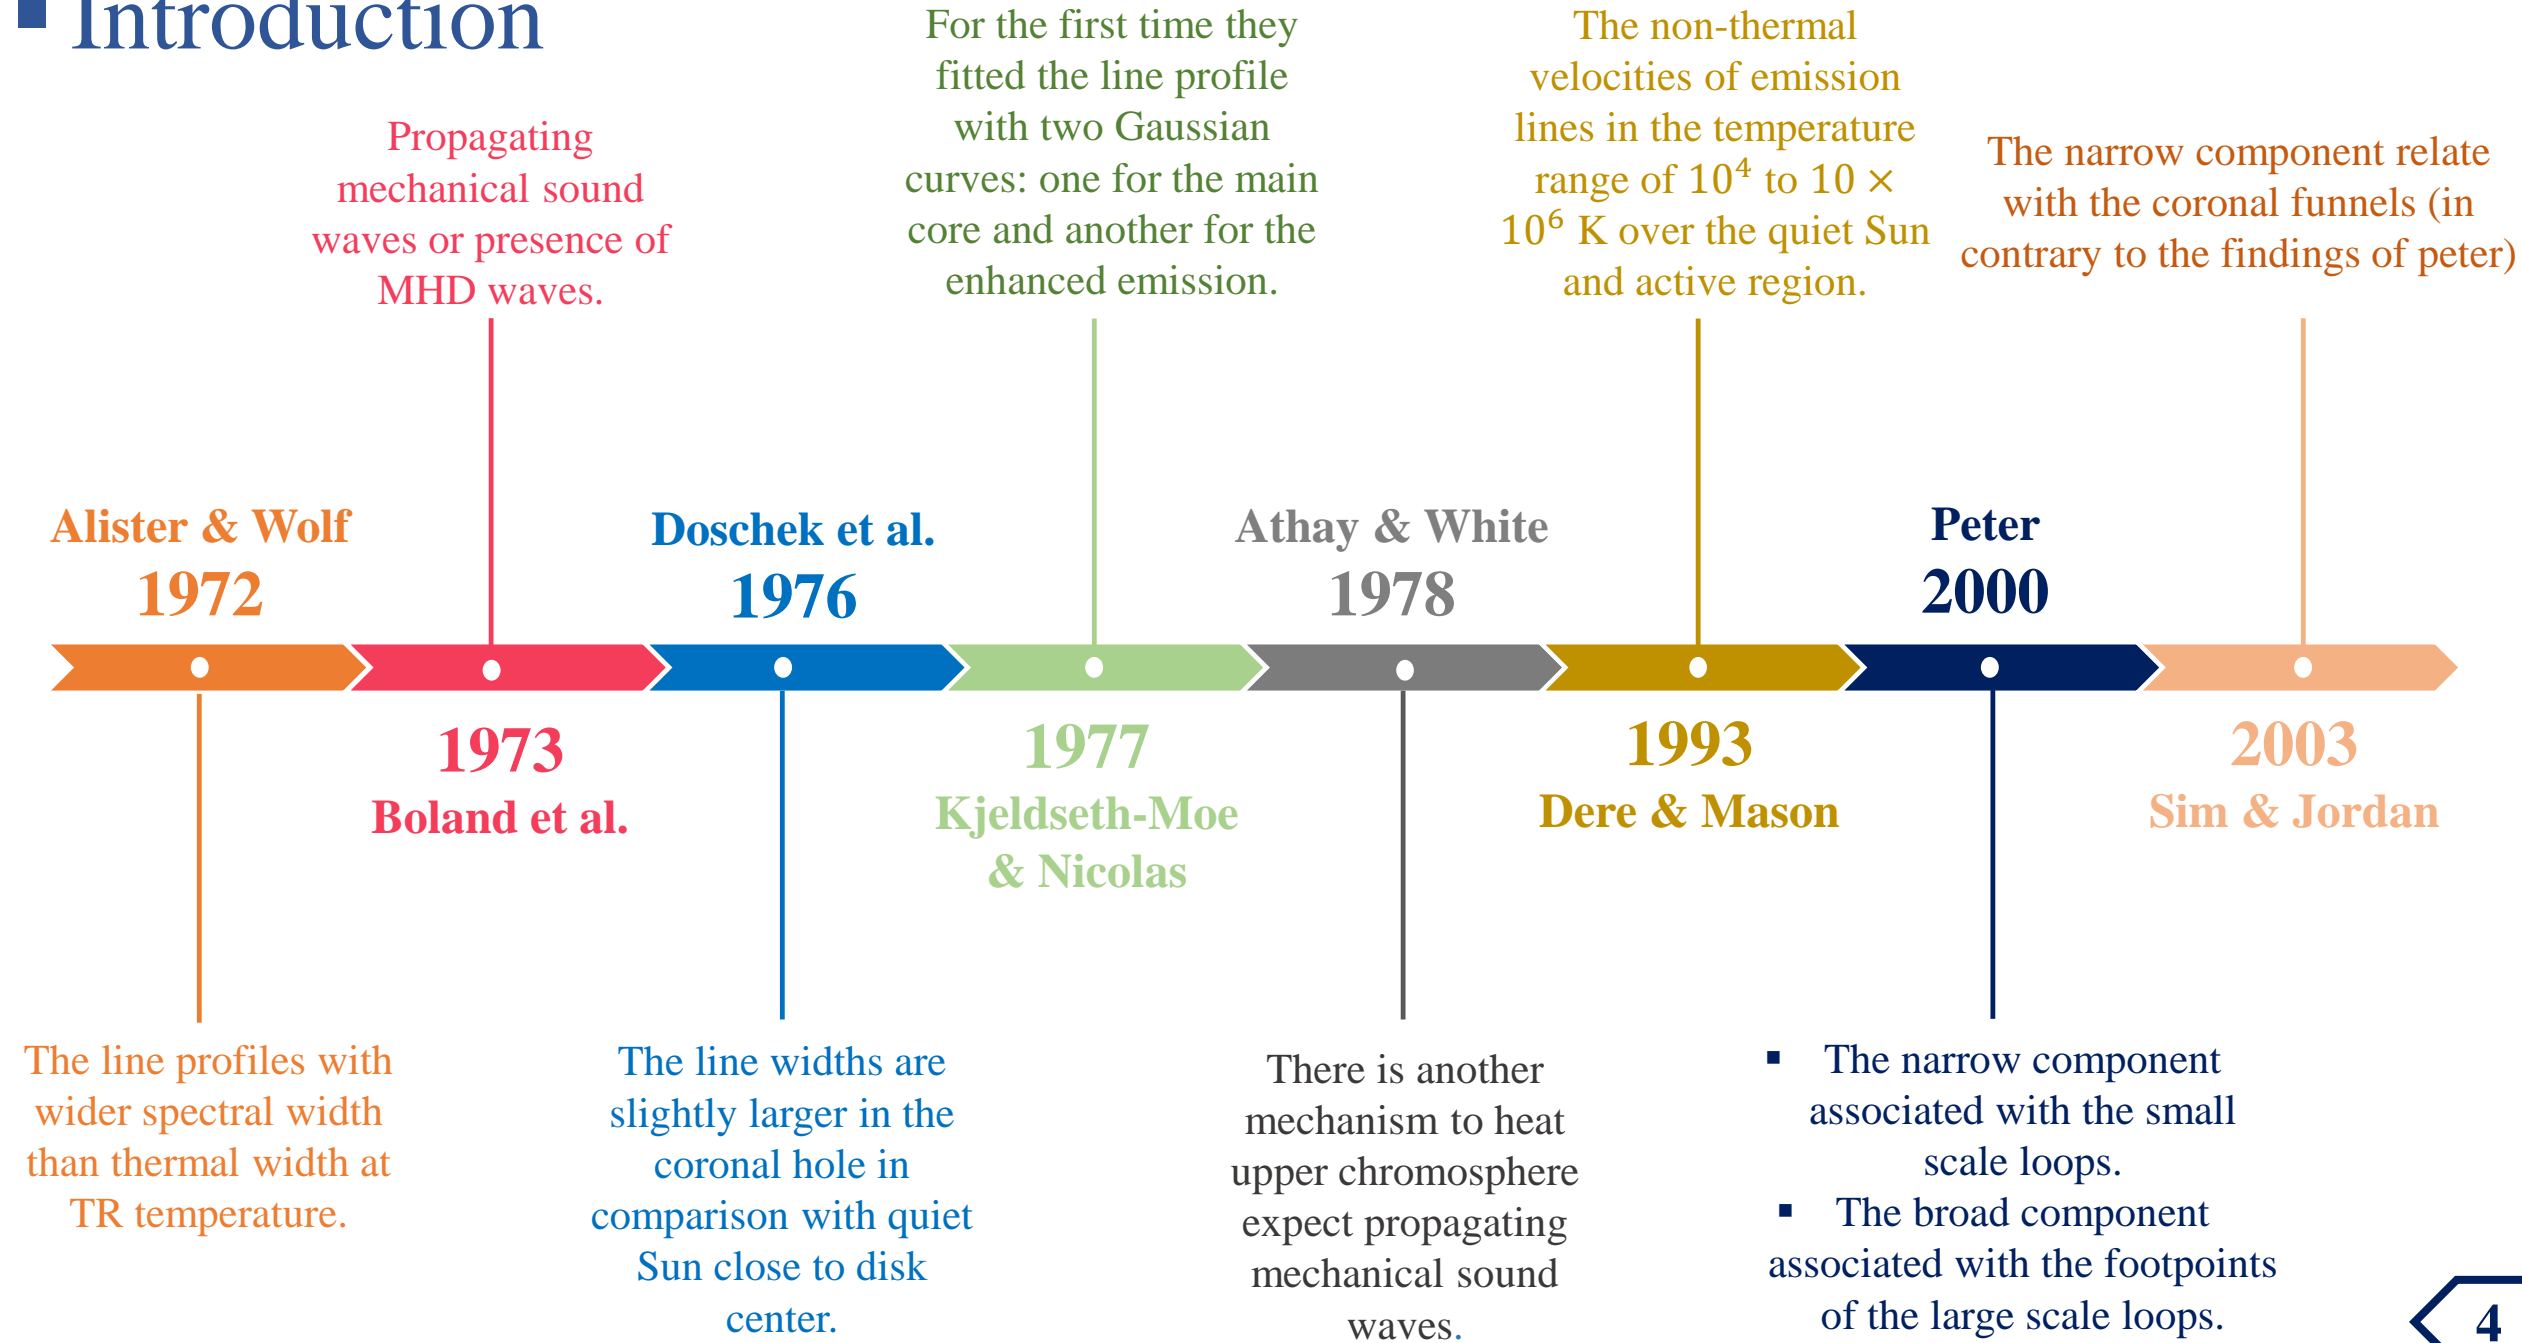 ▪ Introduction
Propagating
mechanical sound
waves or presence of
MHD waves.
For the first time they
fitted the line profile
with two Gaussian
curves: one for the main
core and another for the
enhanced emission.
The non-thermal
velocities of emission
lines in the temperature
range of 10⁴ to 10 ×
10⁶ K over the quiet Sun
and active region.
The narrow component relate
with the coronal funnels (in
contrary to the findings of peter)
Alister & Wolf
1972
Doschek et al.
1976
Athay & White
1978
Peter
2000
1973
Boland et al.
1977
Kjeldseth-Moe
& Nicolas
1993
Dere & Mason
2003
Sim & Jordan
The line profiles with
wider spectral width
than thermal width at
TR temperature.
The line widths are
slightly larger in the
coronal hole in
comparison with quiet
Sun close to disk
center.
There is another
mechanism to heat
upper chromosphere
expect propagating
mechanical sound
waves.
▪ The narrow component
associated with the small
scale loops.
▪ The broad component
associated with the footpoints
of the large scale loops.
4